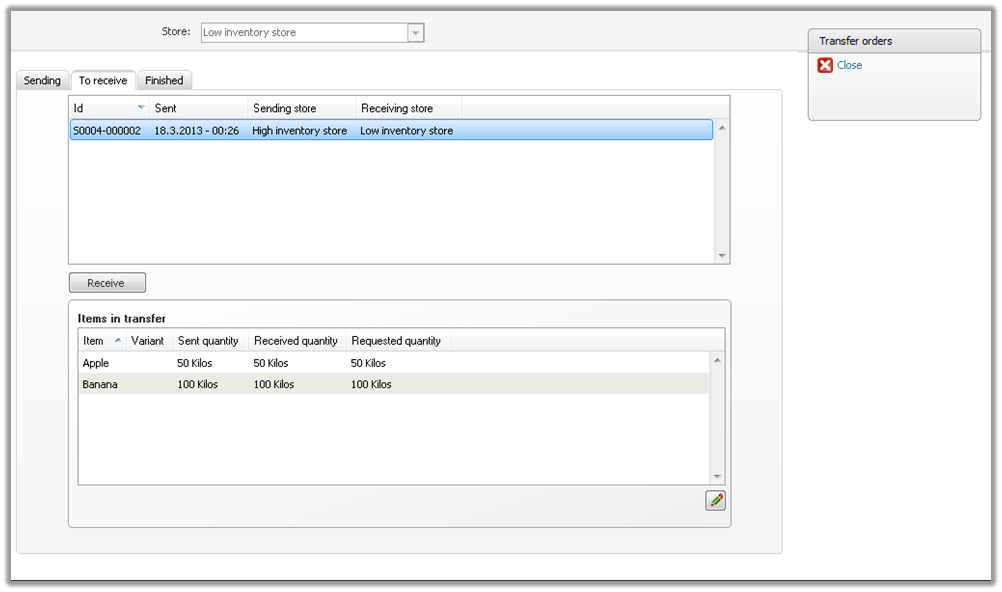 Store: Low inventory store
Transfer orders
Close
Sending To receive Finished
Id Sent Sending store Receiving store
S0004-000002 18.3.2013 - 00:26 High inventory store Low inventory store
Receive
Items in transfer
Item Variant Sent quantity Received quantity Requested quantity
Apple 50 Kilos 50 Kilos 50 Kilos
Banana 100 Kilos 100 Kilos 100 Kilos